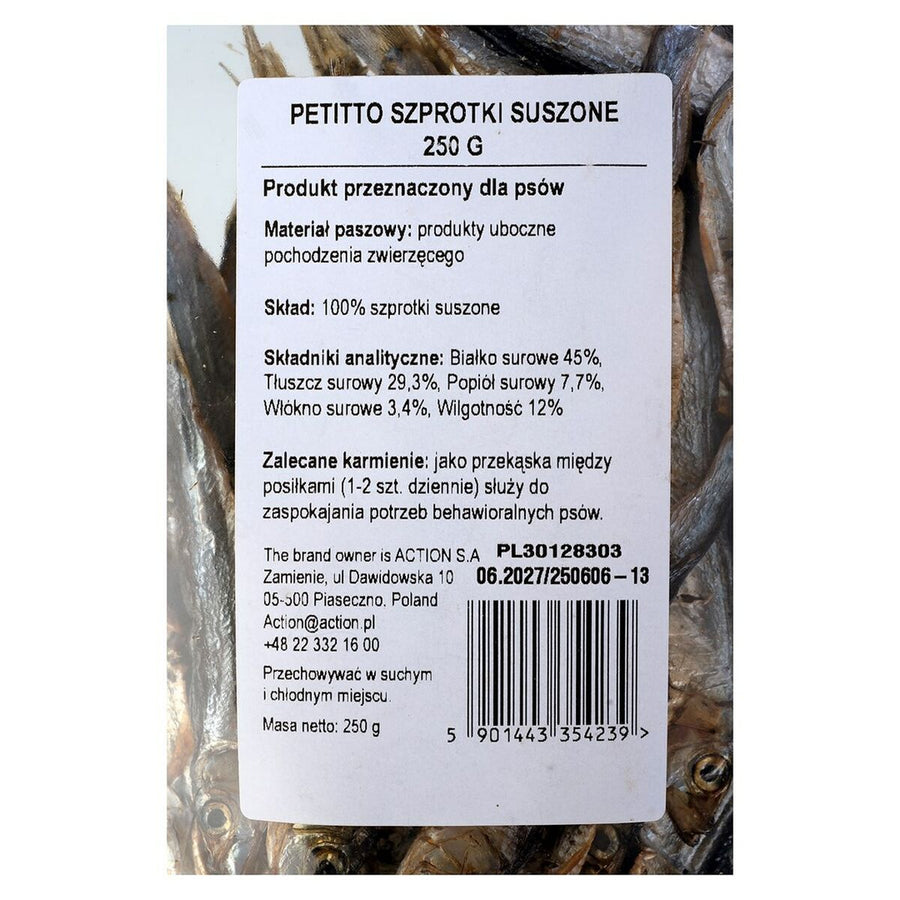 PETITTO SZPROTKI SUSZONE
250 G
Produkt przeznaczony dla psów
Materiał paszowy: produkty uboczne
pochodzenia zwierzęcego
Skład: 100% szprotki suszone
Składniki analityczne: Białko surowe 45%,
Tłuszcz surowy 29,3%, Popiół surowy 7,7%,
Włókno surowe 3,4%, Wilgotność 12%
Zalecane karmienie: jako przekąska między
posiłkami (1-2 szt. dziennie) służy do
zaspokajania potrzeb behawioralnych psów.
The brand owner is ACTION S.A
Zamienie, ul Dawidowska 10
05-500 Piaseczno, Poland
Action@action.pl
+48 22 332 16 00
Przechowywać w suchym
i chłodnym miejscu.
Masa netto: 250 g
PL30128303
06.2027/250606-13
5 901443 354239 >